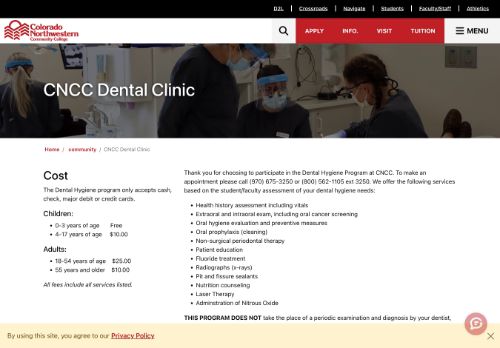 D2L | Crossroads | Navigate | Students | Faculty/Staff | Athletics
Colorado
Northwestern
Community College
APPLY INFO. VISIT TUITION MENU
CNCC Dental Clinic
Home / community / CNCC Dental Clinic
Cost
The Dental Hygiene program only accepts cash,
check, major debit or credit cards.
Children:
0-3 years of age Free
4-17 years of age $10.00
Adults:
18-54 years of age $25.00
55 years and older $10.00
All fees include all services listed.
Thank you for choosing to participate in the Dental Hygiene Program at CNCC. To make an
appointment please call (970) 675-3250 or (800) 562-1105 ext 3250. We offer the following services
based on the student/faculty assessment of your dental hygiene needs:
Health history assessment including vitals
Extraoral and intraoral exam, including oral cancer screening
Oral hygiene evaluation and preventive measures
Oral prophylaxis (cleaning)
Non-surgical periodontal therapy
Patient education
Fluoride treatment
Radiographs (x-rays)
Pit and fissure sealants
Nutrition counseling
Laser Therapy
Adminstration of Nitrous Oxide
THIS PROGRAM DOES NOT take the place of a periodic examination and diagnosis by your dentist,
By using this site, you agree to our Privacy Policy